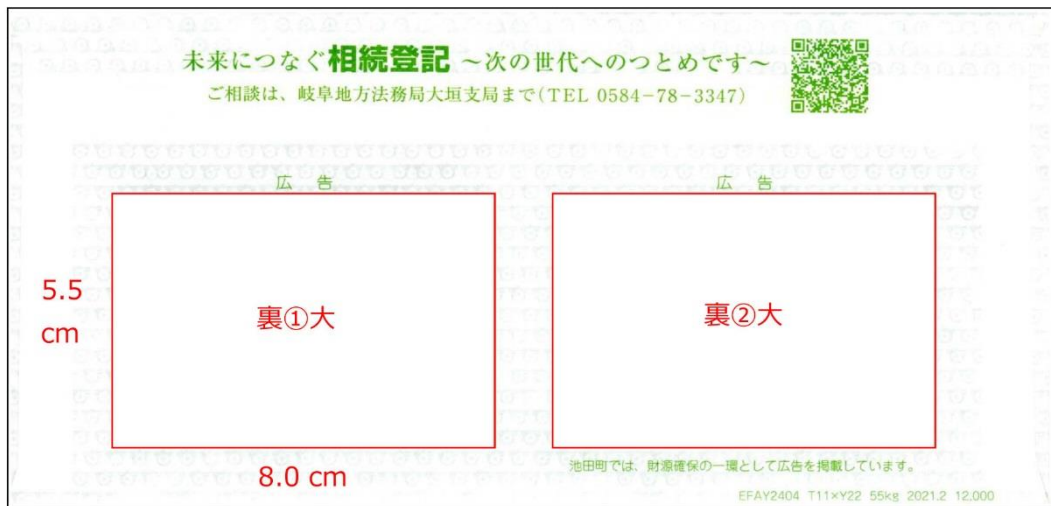 未来につなぐ相続登記 ～次の世代へのつとめです～
ご相談は、岐阜地方法務局大垣支局まで(TEL 0584-78-3347)
広 告
広 告
5.5
cm
裏①大
裏②大
8.0 cm
池田町では、財源確保の一環として広告を掲載しています。
EFAY2404 T11×Y22 55kg 2021.2 12,000